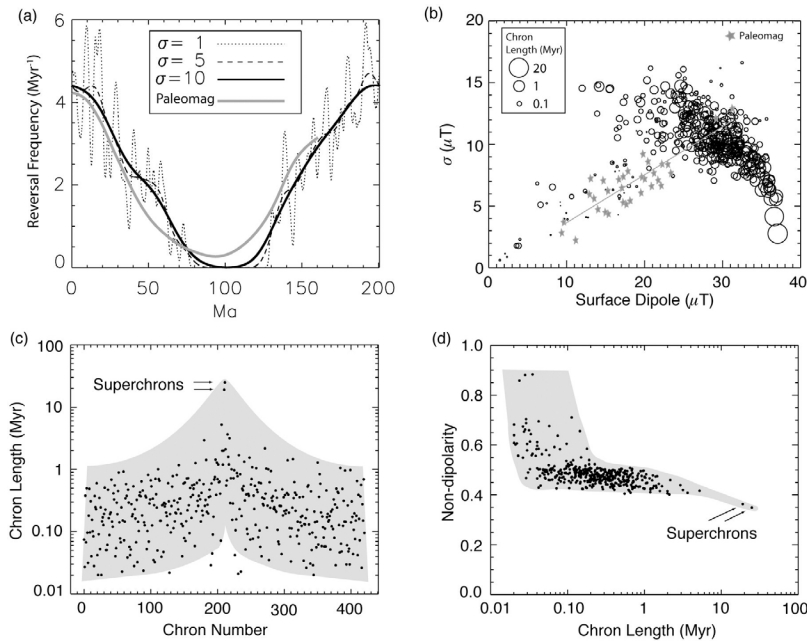 (a)
σ= 1
σ= 5
σ=10
Paleomag
Reversal Frequency (Myr⁻¹)
6
4
2
0
0 50 100 150 200
Ma
(b)
Chron
Length (Myr)
20
1
0.1
Paleomag
σ (μT)
20
15
10
5
0
0 10 20 30 40
Surface Dipole (μT)
(c)
Superchrons
Chron Length (Myr)
100
10
1
0.10
0.01
0 100 200 300 400
Chron Number
(d)
Non-dipolarity
1.0
0.8
0.6
0.4
0.2
0.0
Superchrons
0.01 0.10 1 10 100
Chron Length (Myr)